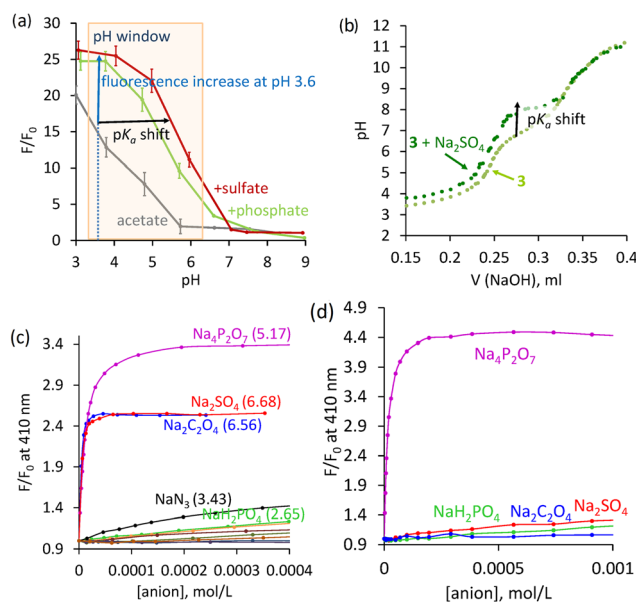 (a)
30
25
20
15
10
5
0
F/F₀
pH window
fluorescence increase at pH 3.6
pKₐ shift
+sulfate
+phosphate
acetate
3 4 5 6 7 8 9
pH
(b)
12
11
10
9
8
7
6
5
4
3
2
pH
pKₐ shift
3 + Na₂SO₄
3
0.15 0.2 0.25 0.3 0.35 0.4
V (NaOH), ml
(c)
3.4
2.9
2.4
1.9
1.4
0.9
F/F₀ at 410 nm
Na₄P₂O₇ (5.17)
Na₂SO₄ (6.68)
Na₂C₂O₄ (6.56)
NaN₃ (3.43)
NaH₂PO₄ (2.65)
0 0.0001 0.0002 0.0003 0.0004
[anion], mol/L
(d)
4.9
4.4
3.9
3.4
2.9
2.4
1.9
1.4
0.9
F/F₀ at 410 nm
Na₄P₂O₇
NaH₂PO₄ Na₂C₂O₄ Na₂SO₄
0 0.0005 0.001
[anion], mol/L